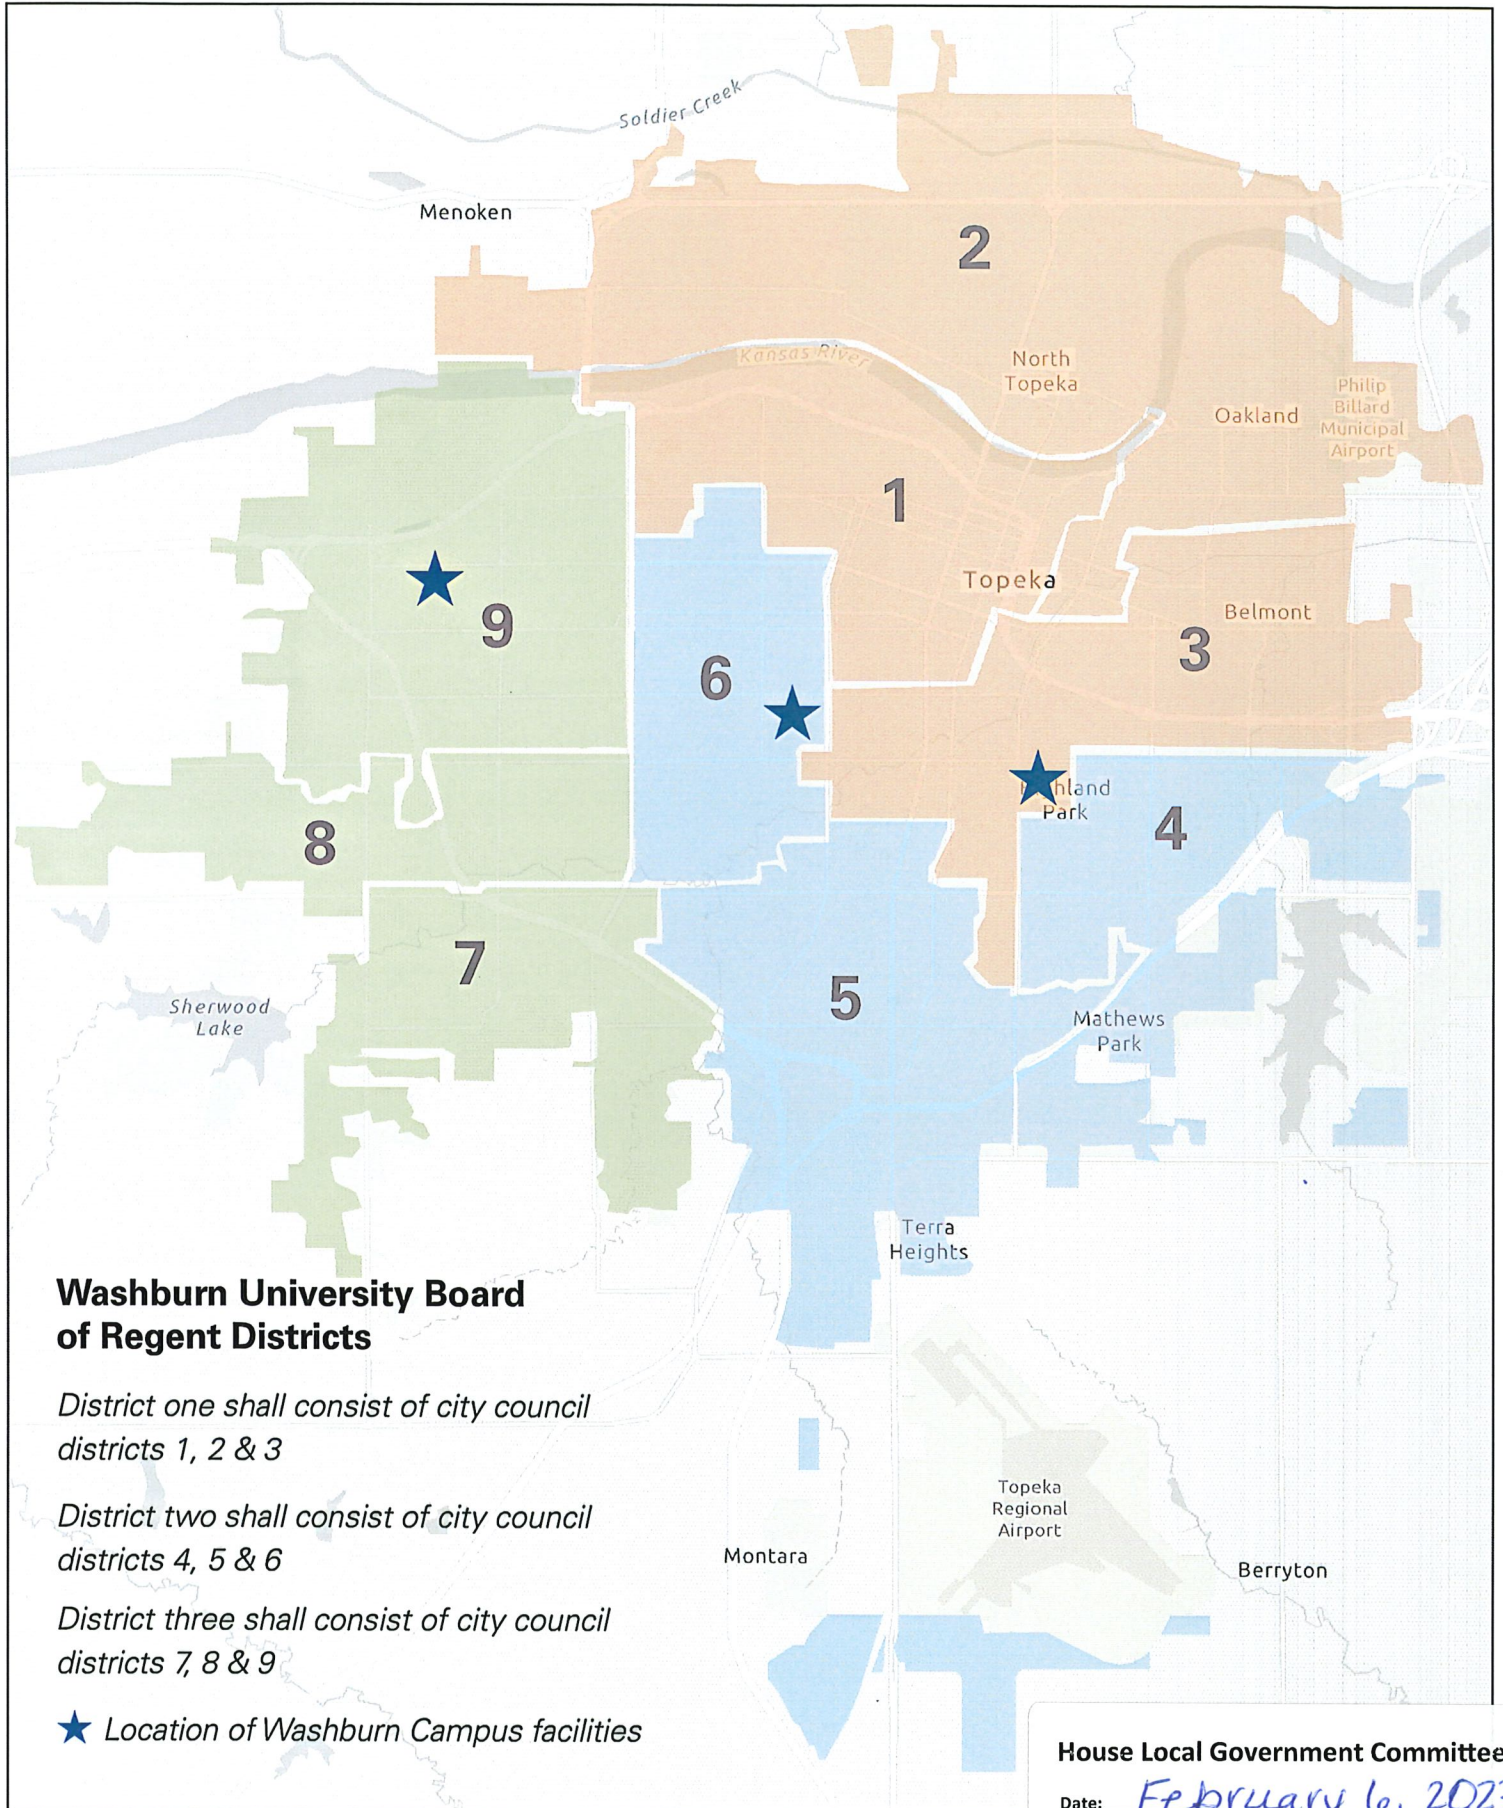 Soldier Creek
Menoken
2
Kansas River
North
Topeka
Oakland
Philip
Billard
Municipal
Airport
1
Topeka
Belmont
9
6
3
Park
4
8
7
5
Sherwood
Lake
Mathews
Park
Terra
Heights
Washburn University Board
of Regent Districts
District one shall consist of city council
districts 1, 2 & 3
District two shall consist of city council
districts 4, 5 & 6
District three shall consist of city council
districts 7, 8 & 9
★ Location of Washburn Campus facilities
Topeka
Regional
Airport
Montara
Berryton
House Local Government Committee
Date: February 6, 2023